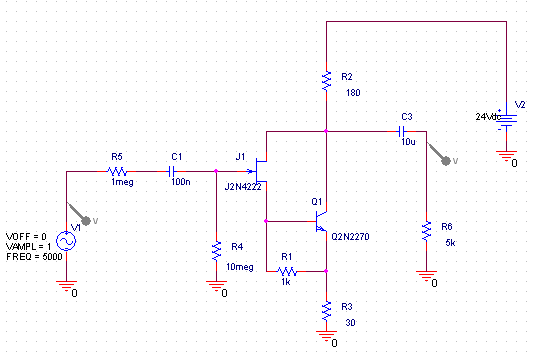 R2
180
V2
24Vdc
0
C3
10u
R5
1meg
C1
100n
J1
J2N4222
V
V
V1
VOFF = 0
VAMPL = 1
FREQ = 5000
0
R4
10meg
0
Q1
Q2N2270
R1
1k
R6
5k
0
R3
30
0